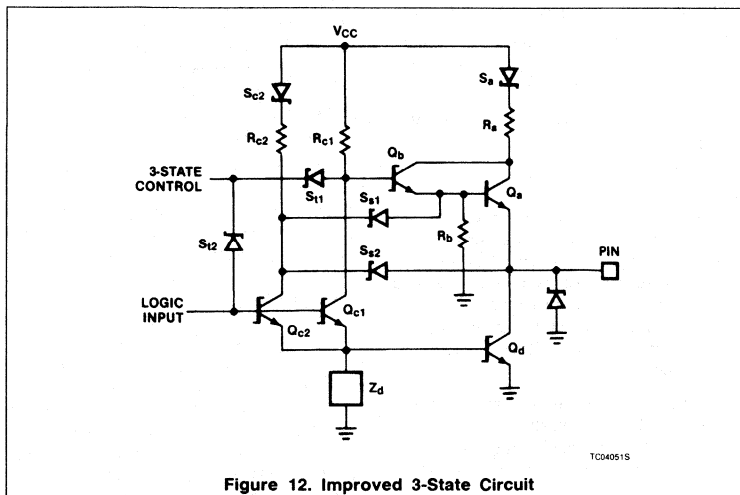 VCC
Sc2
Sa
Rc2
Rc1
Ra
Qb
3-STATE
CONTROL
St1
Ss1
Qa
St2
Rb
Ss2
PIN
LOGIC
INPUT
Qc2
Qc1
Qd
Zd
TC04051S
Figure 12. Improved 3-State Circuit